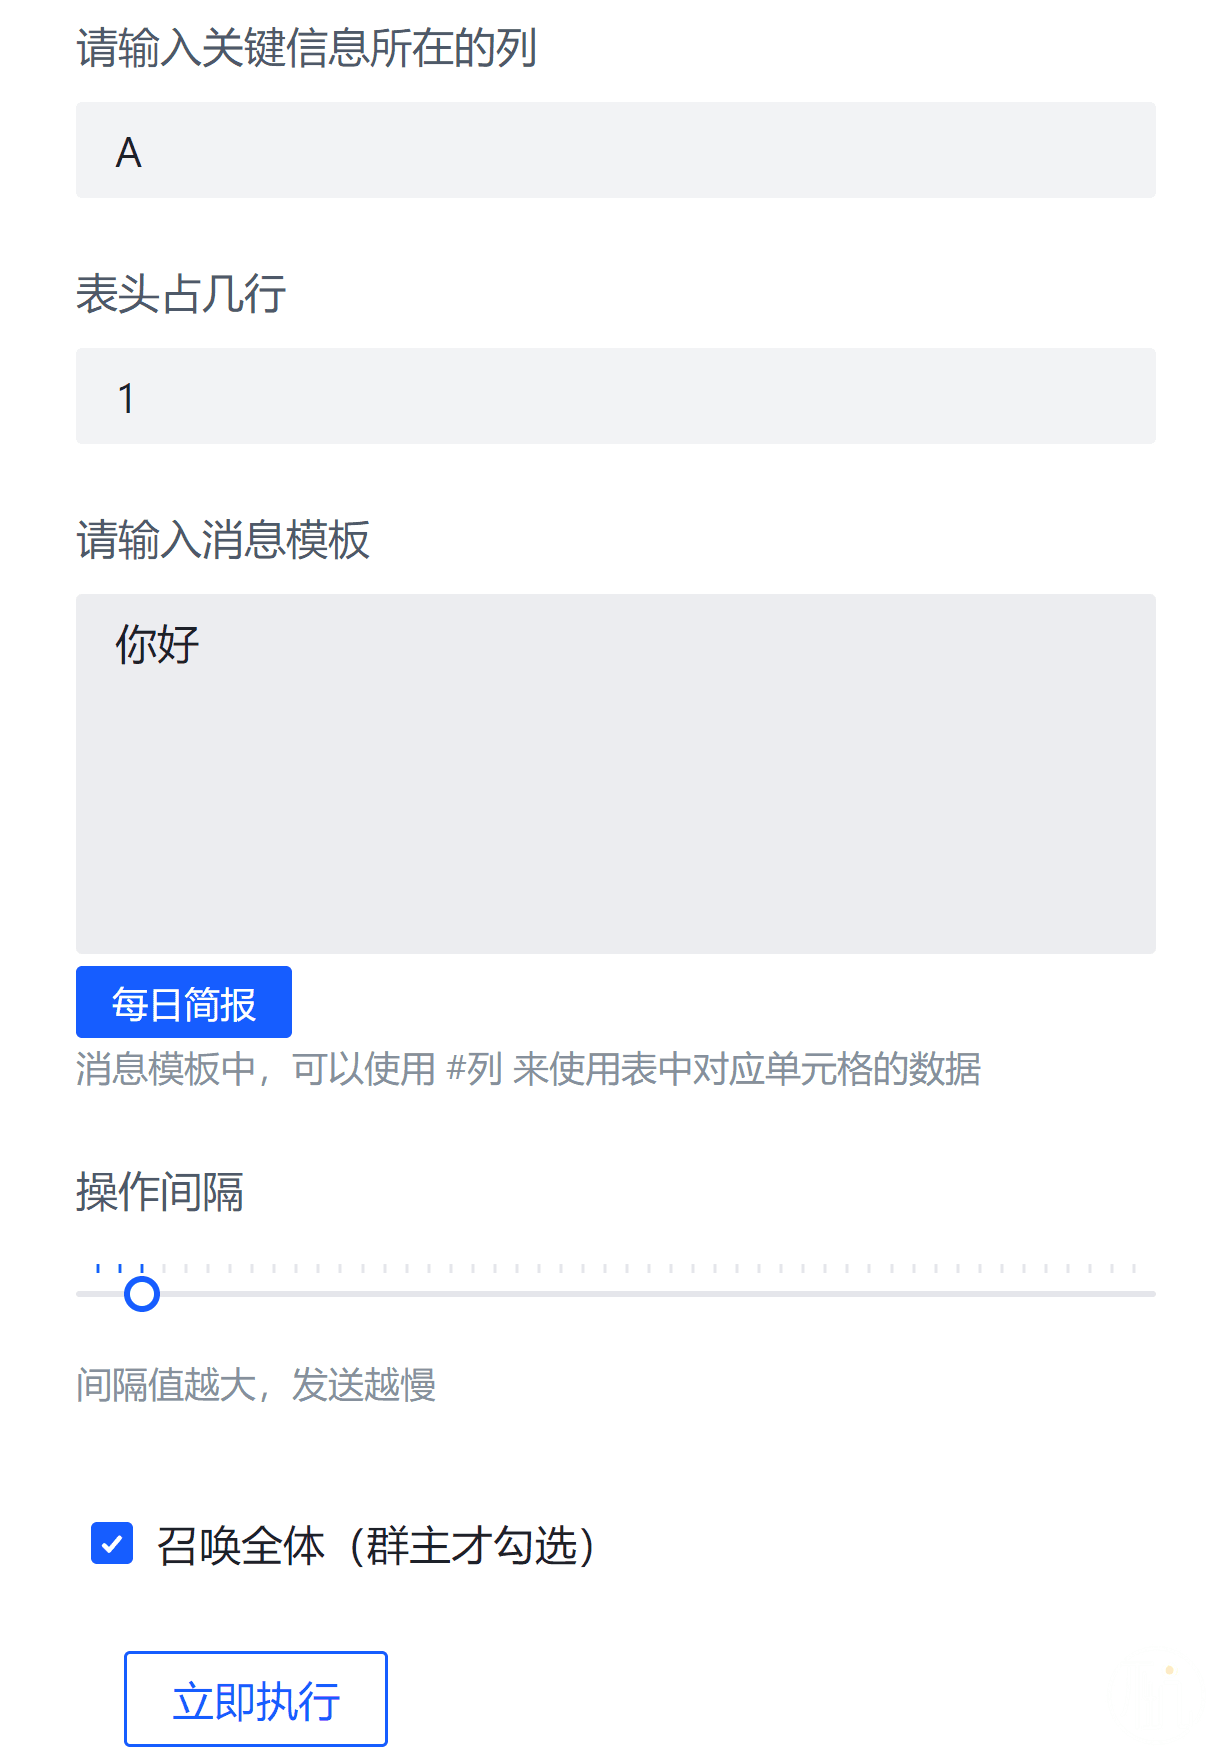 请输入关键信息所在的列
A
表头占几行
1
请输入消息模板
你好
每日简报
消息模板中，可以使用 #列 来使用表中对应单元格的数据
操作间隔
间隔值越大，发送越慢
召唤全体（群主才勾选）
立即执行